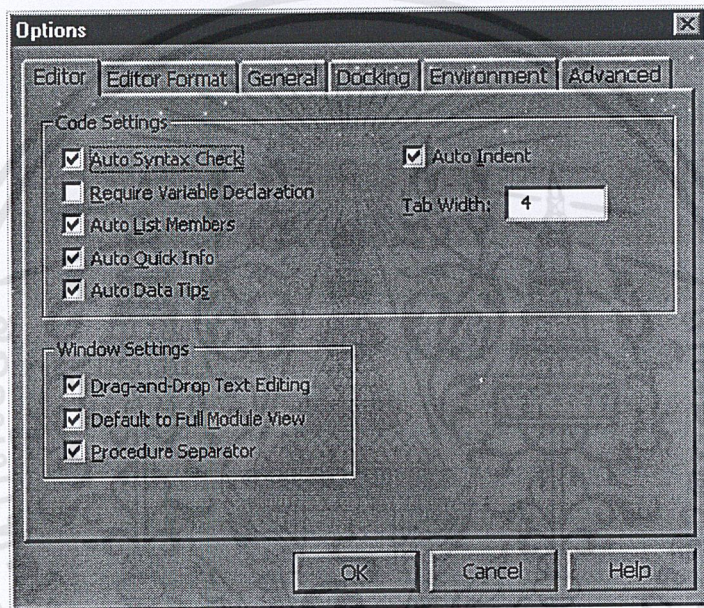 Options
Editor
Editor Format
General
Docking
Environment
Advanced
Code Settings
Auto Syntax Check
Require Variable Declaration
Auto List Members
Auto Quick Info
Auto Data Tips
Auto Indent
Tab Width: 4
Window Settings
Drag-and-Drop Text Editing
Default to Full Module View
Procedure Separator
OK
Cancel
Help